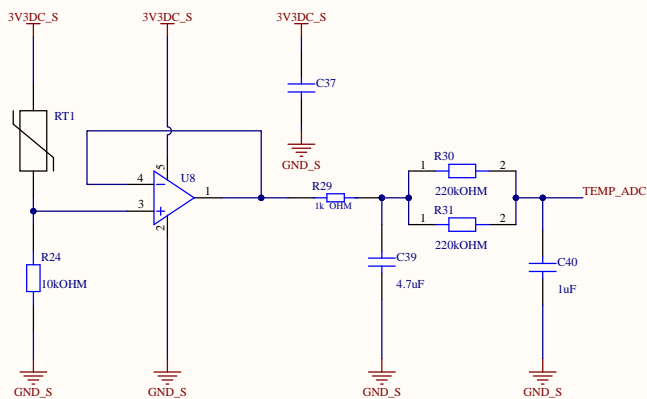 3V3DC_S 3V3DC_S 3V3DC_S
RT1
C37
GND_S
5
4
U8
1
3
2
R29
1k OHM
R30
1 2
220kOHM
R31
1 2
220kOHM
TEMP_ADC
R24
10kOHM
C39
4.7uF
C40
1uF
GND_S GND_S GND_S GND_S